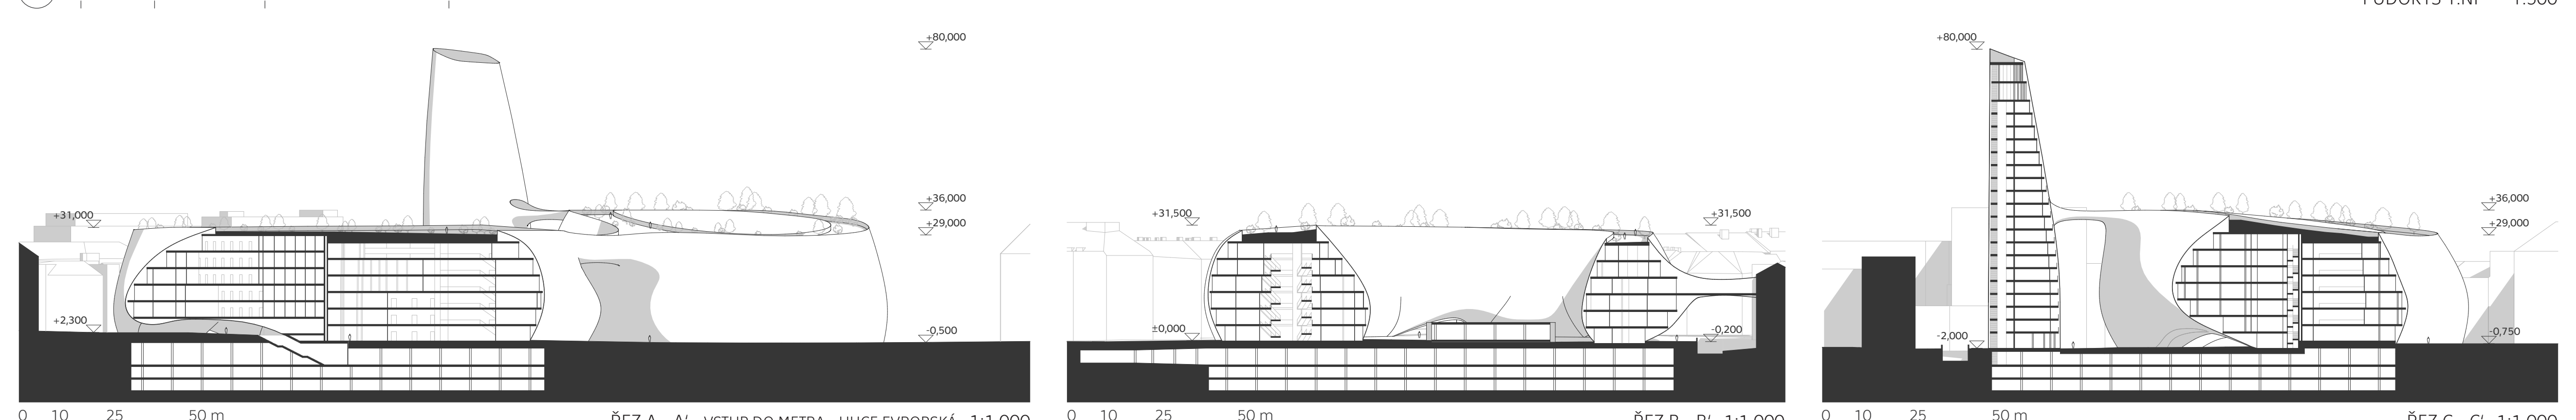 PŮDORYS 1.NP 1:500
+80,000
+36,000
+31,000
+29,000
+2,300
-0,500
0 10 25 50 m
ŘEZ A - A' VSTUP DO METRA - ULICE EVROPSKÁ 1:1 000
+31,500
+31,500
±0,000
-0,200
0 10 25 50 m
ŘEZ B - B' 1:1 000
+80,000
+36,000
+29,000
-2,000
-0,750
0 10 25 50 m
ŘEZ C - C' 1:1 000